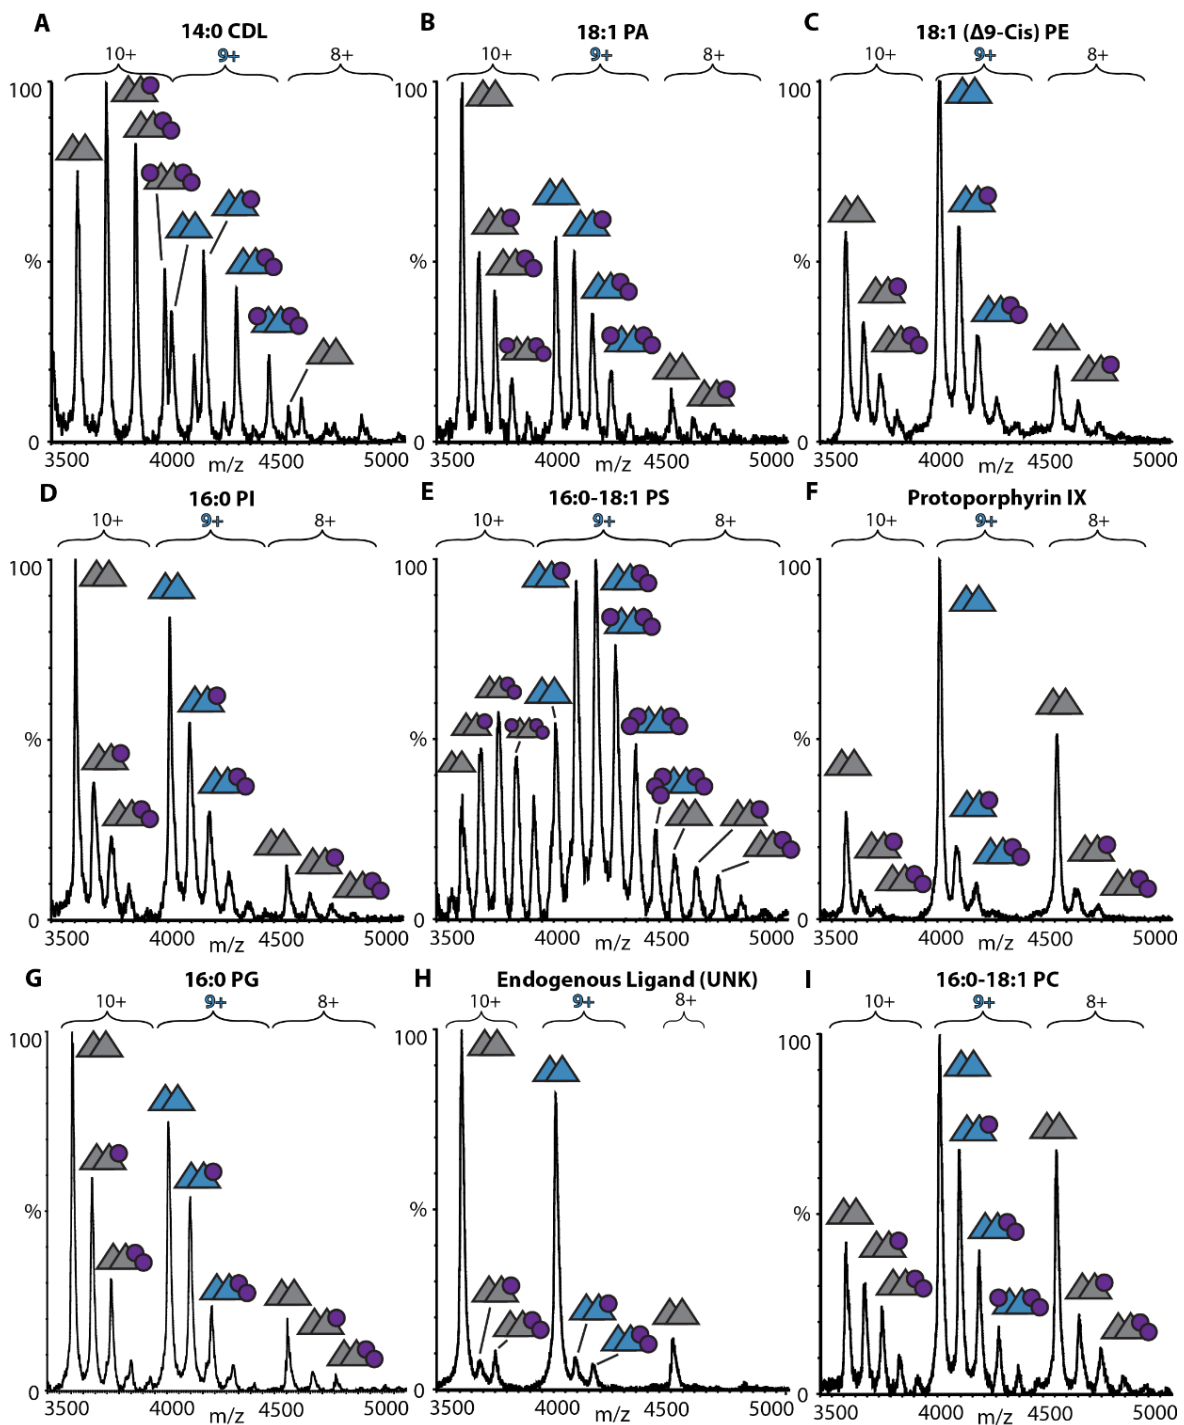 A 14:0 CDL
10+ 9+ 8+
100
%
0
3500 4000 m/z 4500 5000
B 18:1 PA
10+ 9+ 8+
100
%
0
3500 4000 m/z 4500 5000
C 18:1 (Δ9-Cis) PE
10+ 9+ 8+
100
%
0
3500 4000 m/z 4500 5000
D 16:0 PI
10+ 9+ 8+
100
%
0
3500 4000 m/z 4500 5000
E 16:0-18:1 PS
10+ 9+ 8+
100
%
0
3500 4000 m/z 4500 5000
F Protoporphyrin IX
10+ 9+ 8+
100
%
0
3500 4000 m/z 4500 5000
G 16:0 PG
10+ 9+ 8+
100
%
0
3500 4000 m/z 4500 5000
H Endogenous Ligand (UNK)
10+ 9+ 8+
100
%
0
3500 4000 m/z 4500 5000
I 16:0-18:1 PC
10+ 9+ 8+
100
%
0
3500 4000 m/z 4500 5000